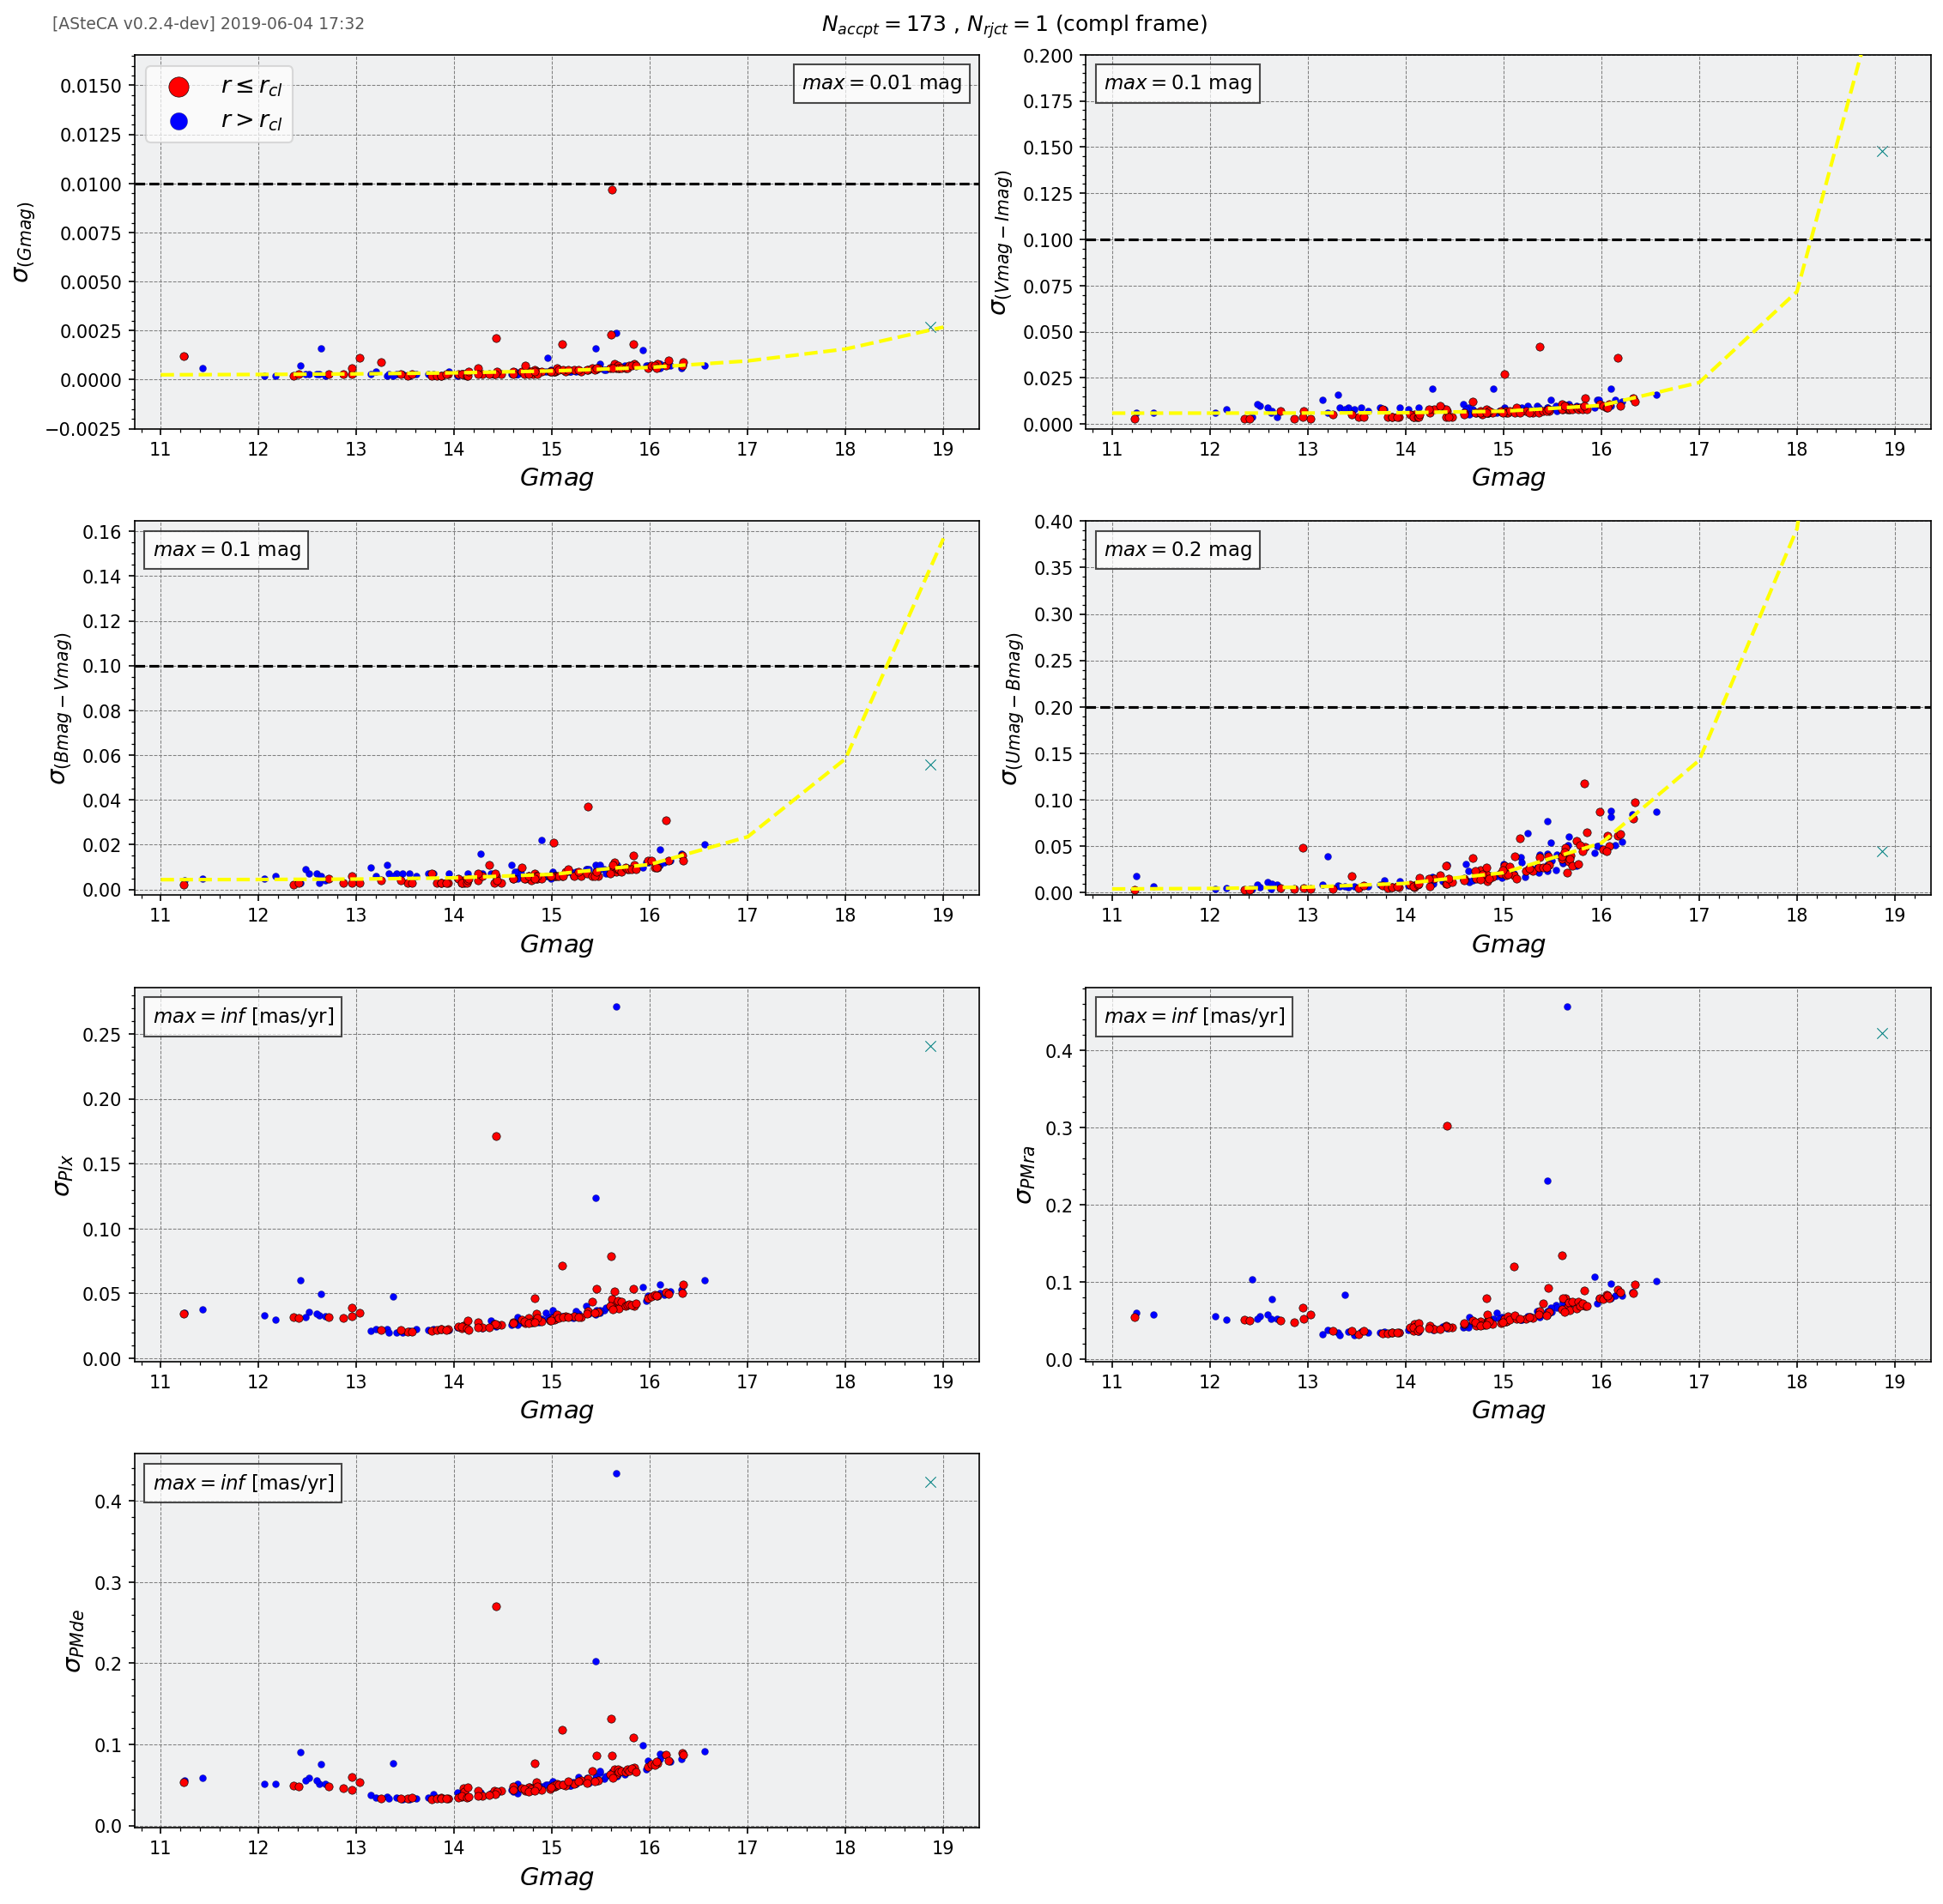 [ASteCA v0.2.4-dev] 2019-06-04 17:32
N_accpt = 173 , N_rjct = 1 (compl frame)
r ≤ r_cl
r > r_cl
max = 0.01 mag
σ_(Gmag)
0.0150
0.0125
0.0100
0.0075
0.0050
0.0025
0.0000
−0.0025
11 12 13 14 15 16 17 18 19
Gmag
max = 0.1 mag
σ_(Vmag − Imag)
0.200
0.175
0.150
0.125
0.100
0.075
0.050
0.025
0.000
11 12 13 14 15 16 17 18 19
Gmag
max = 0.1 mag
σ_(Bmag − Vmag)
0.16
0.14
0.12
0.10
0.08
0.06
0.04
0.02
0.00
11 12 13 14 15 16 17 18 19
Gmag
max = 0.2 mag
σ_(Umag − Bmag)
0.40
0.35
0.30
0.25
0.20
0.15
0.10
0.05
0.00
11 12 13 14 15 16 17 18 19
Gmag
max = inf [mas/yr]
σ_Plx
0.25
0.20
0.15
0.10
0.05
0.00
11 12 13 14 15 16 17 18 19
Gmag
max = inf [mas/yr]
σ_PMra
0.4
0.3
0.2
0.1
0.0
11 12 13 14 15 16 17 18 19
Gmag
max = inf [mas/yr]
σ_PMde
0.4
0.3
0.2
0.1
0.0
11 12 13 14 15 16 17 18 19
Gmag